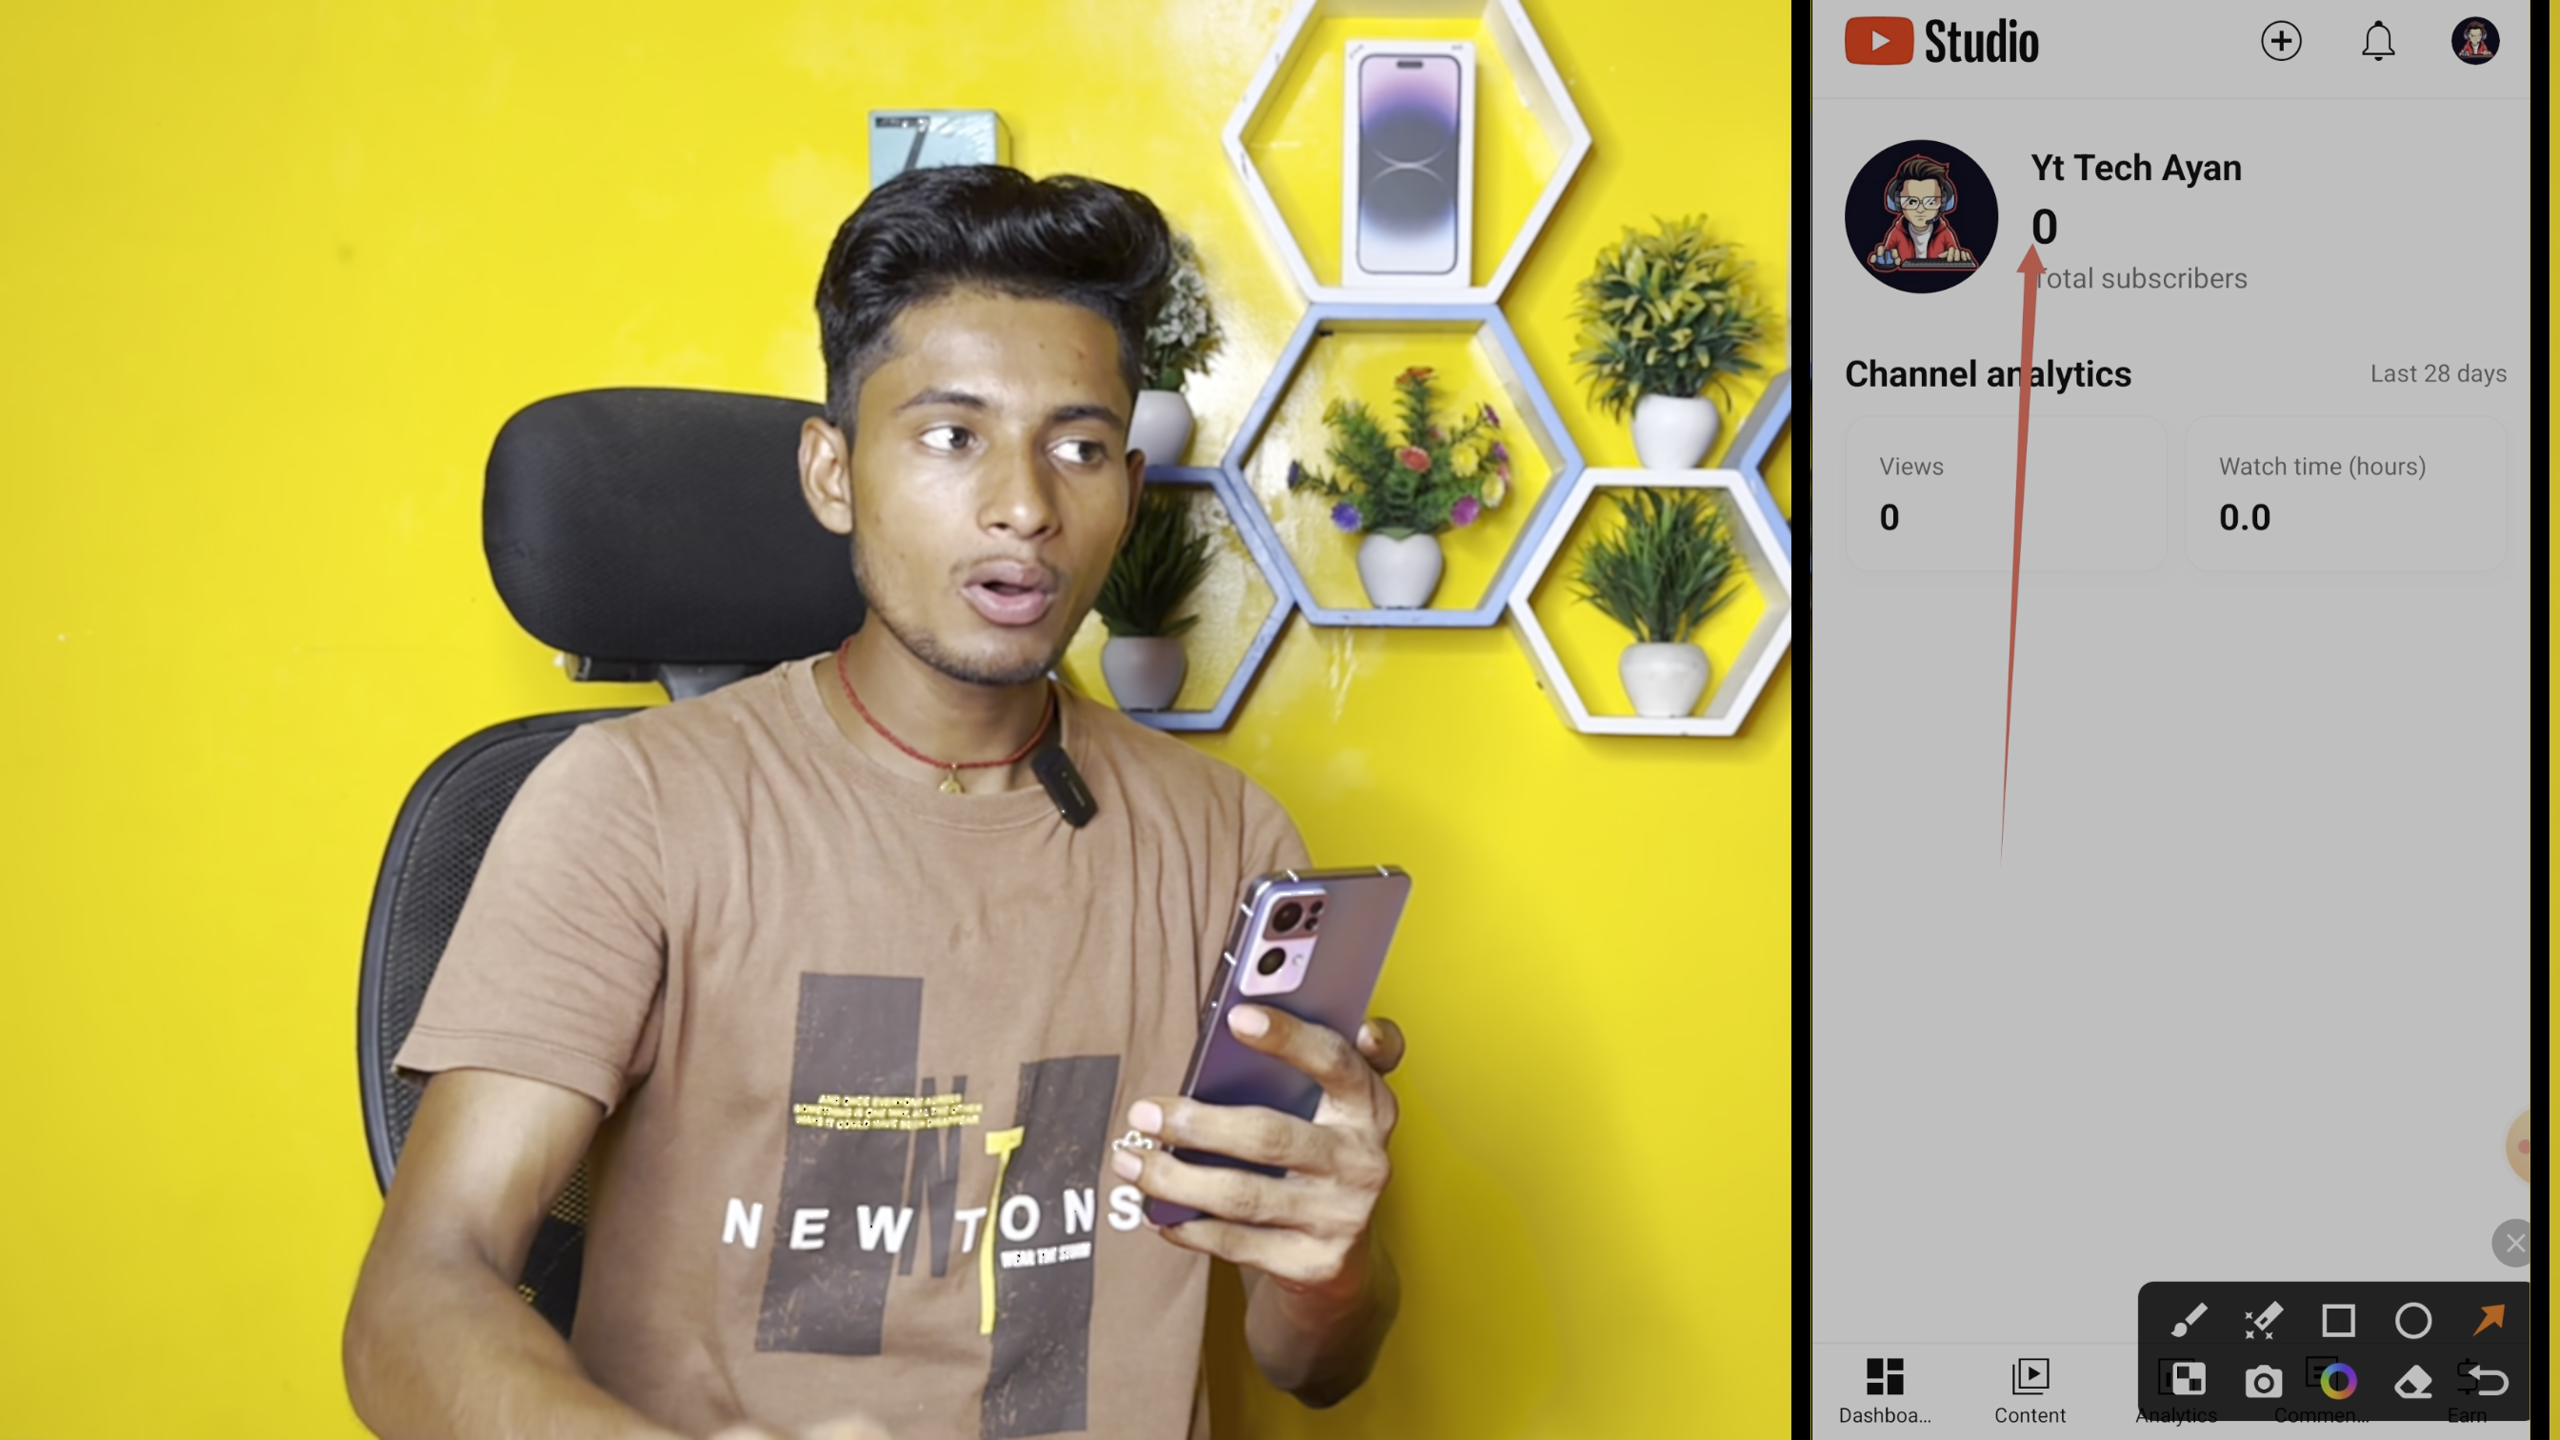 Studio
Yt Tech Ayan
0
Total subscribers
Channel analytics
Last 28 days
Views
0
Watch time (hours)
0.0
Dashboa...
Content
Analytics
Commen...
Earn
7
NEWTONS